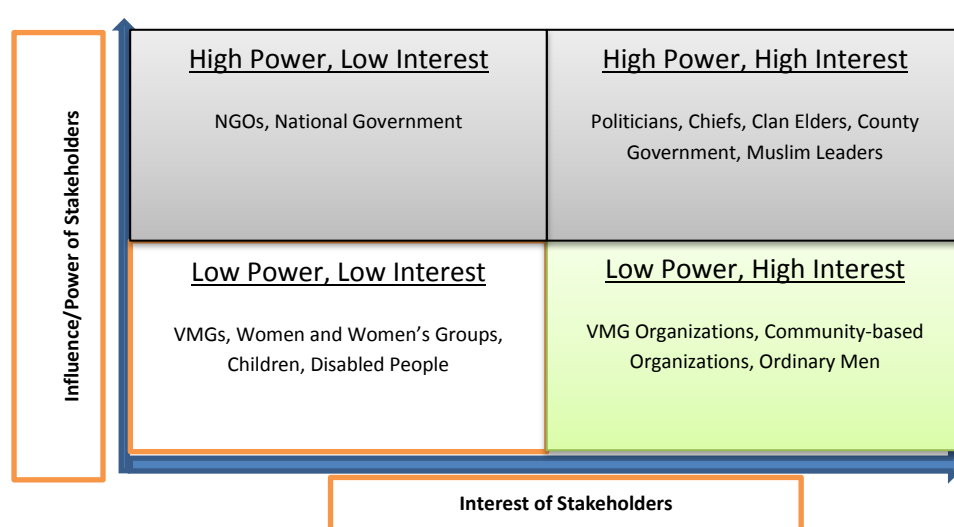 Influence/Power of Stakeholders
High Power, Low Interest
NGOs, National Government
High Power, High Interest
Politicians, Chiefs, Clan Elders, County
Government, Muslim Leaders
Low Power, Low Interest
VMGs, Women and Women’s Groups,
Children, Disabled People
Low Power, High Interest
VMG Organizations, Community-based
Organizations, Ordinary Men
Interest of Stakeholders